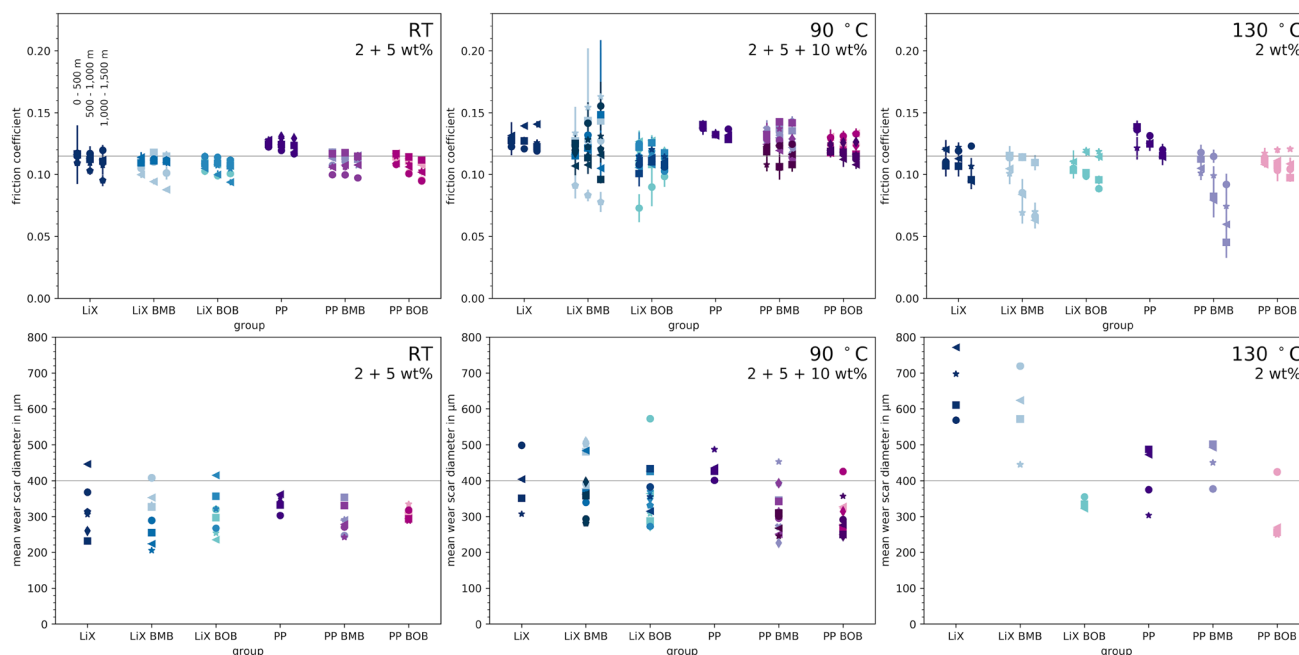 RT
2 + 5 wt%
0 - 500 m
500 - 1,000 m
1,000 - 1,500 m
0.20
0.15
0.10
0.05
0.00
friction coefficient
LiX
LiX BMB
LiX BOB
PP
PP BMB
PP BOB
group
90 °C
2 + 5 + 10 wt%
0.20
0.15
0.10
0.05
0.00
friction coefficient
LiX
LiX BMB
LiX BOB
PP
PP BMB
PP BOB
group
130 °C
2 wt%
0.20
0.15
0.10
0.05
0.00
friction coefficient
LiX
LiX BMB
LiX BOB
PP
PP BMB
PP BOB
group
RT
2 + 5 wt%
800
700
600
500
400
300
200
100
0
mean wear scar diameter in μm
LiX
LiX BMB
LiX BOB
PP
PP BMB
PP BOB
group
90 °C
2 + 5 + 10 wt%
800
700
600
500
400
300
200
100
0
mean wear scar diameter in μm
LiX
LiX BMB
LiX BOB
PP
PP BMB
PP BOB
group
130 °C
2 wt%
800
700
600
500
400
300
200
100
0
mean wear scar diameter in μm
LiX
LiX BMB
LiX BOB
PP
PP BMB
PP BOB
group